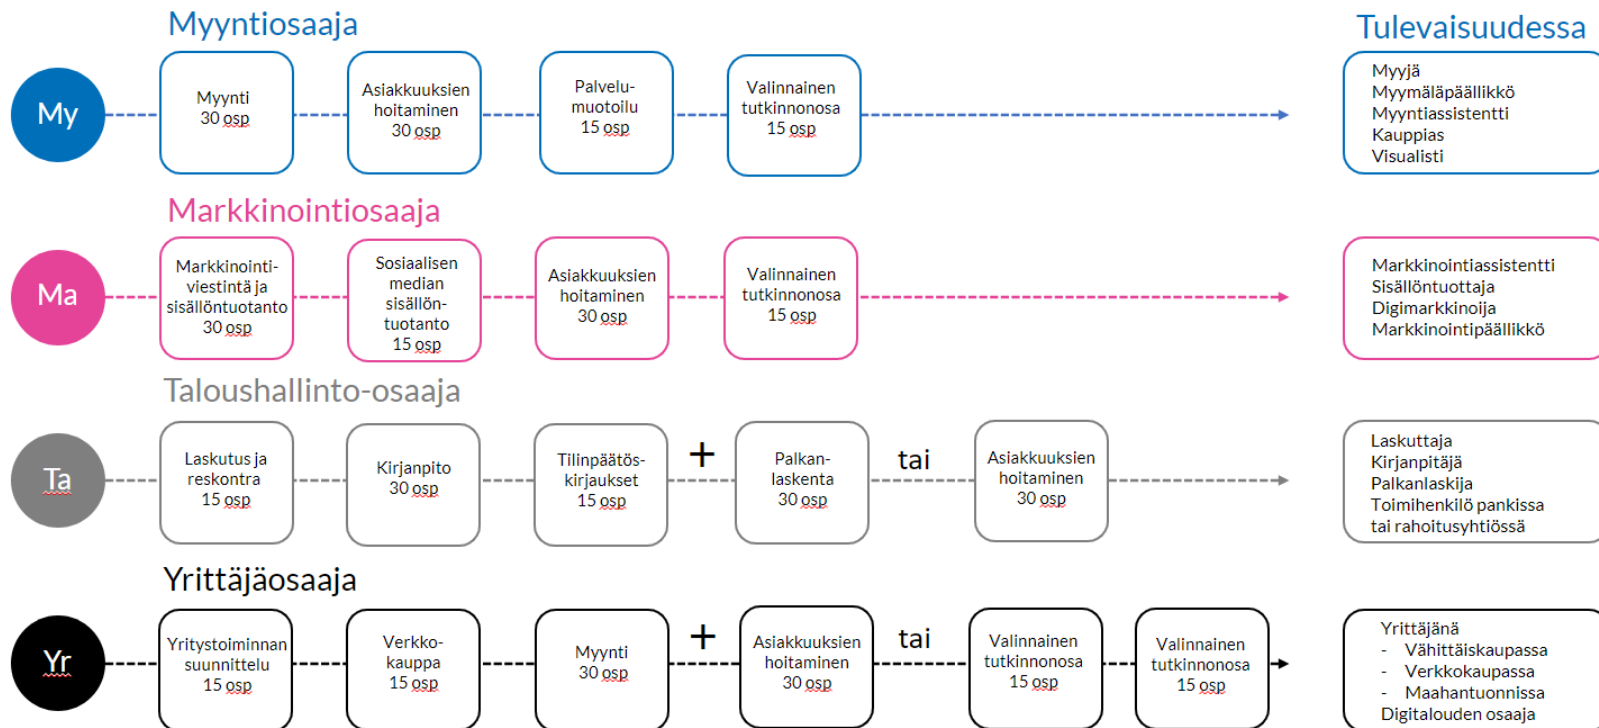 Myyntiosaaja
Tulevaisuudessa
My
Myynti
30 osp
Asiakkuuksien
hoitaminen
30 osp
Palvelu-
muotoilu
15 osp
Valinnainen
tutkinnonosa
15 osp
Myyjä
Myymäläpäällikkö
Myyntiassistentti
Kauppias
Visualisti
Markkinointiosaaja
Ma
Markkinointi-
viestintä ja
sisällöntuotanto
30 osp
Sosiaalisen
median
sisällön-
tuotanto
15 osp
Asiakkuuksien
hoitaminen
30 osp
Valinnainen
tutkinnonosa
15 osp
Markkinointiassistentti
Sisällöntuottaja
Digimarkkinoija
Markkinointipäällikkö
Taloushallinto-osaaja
Ta
Laskutus ja
reskontra
15 osp
Kirjanpito
30 osp
Tilinpäätös-
kirjaukset
15 osp
+
Palkan-
laskenta
30 osp
tai
Asiakkuuksien
hoitaminen
30 osp
Laskuttaja
Kirjanpitäjä
Palkanlaskija
Toimihenkilö pankissa
tai rahoitusyhtiössä
Yrittäjäosaaja
Yr
Yritystoiminnan
suunnittelu
15 osp
Verkko-
kauppa
15 osp
Myynti
30 osp
+
Asiakkuuksien
hoitaminen
30 osp
tai
Valinnainen
tutkinnonosa
15 osp
Valinnainen
tutkinnonosa
15 osp
Yrittäjänä
- Vähittäiskaupassa
- Verkkokaupassa
- Maahantuonnissa
Digitalouden osaaja